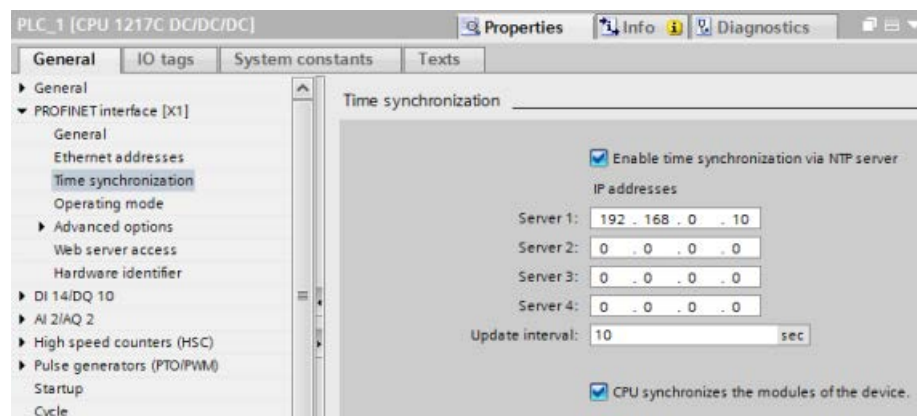 PLC_1 [CPU 1217C DC/DC/DC]
Properties
Info
Diagnostics
General
IO tags
System constants
Texts
General
PROFINET interface [X1]
General
Ethernet addresses
Time synchronization
Operating mode
Advanced options
Web server access
Hardware identifier
DI 14/DQ 10
AI 2/AQ 2
High speed counters (HSC)
Pulse generators (PTO/PWM)
Startup
Cycle
Time synchronization
Enable time synchronization via NTP server
IP addresses
Server 1: 192 . 168 . 0 . 10
Server 2: 0 . 0 . 0 . 0
Server 3: 0 . 0 . 0 . 0
Server 4: 0 . 0 . 0 . 0
Update interval: 10 sec
CPU synchronizes the modules of the device.